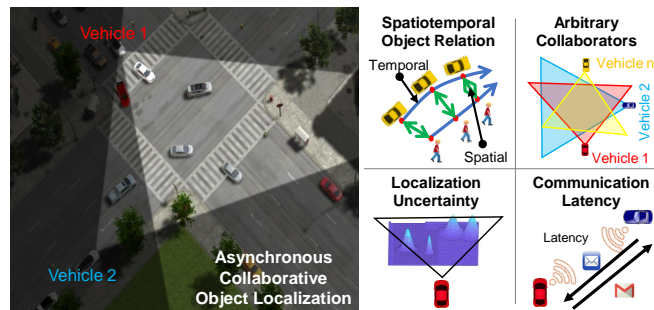 Vehicle 1
Vehicle 2
Asynchronous
Collaborative
Object Localization
Spatiotemporal
Object Relation
Temporal
Spatial
Arbitrary
Collaborators
Vehicle n
Vehicle 2
Vehicle 1
Localization
Uncertainty
Communication
Latency
Latency